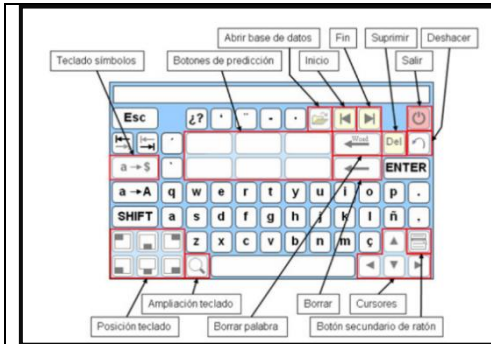 Abrir base de datos Fin Suprimir Deshacer
Teclado símbolos Botones de predicción Inicio Salir
Esc ¿? ' ¨ - ·
´ Word Del
a→$ ` ENTER
a→A q w e r t y u i o p .
SHIFT a s d f g h j k l ñ .
z x c v b n m ç
Ampliación teclado Borrar Cursores
Posición teclado Borrar palabra Botón secundario de ratón